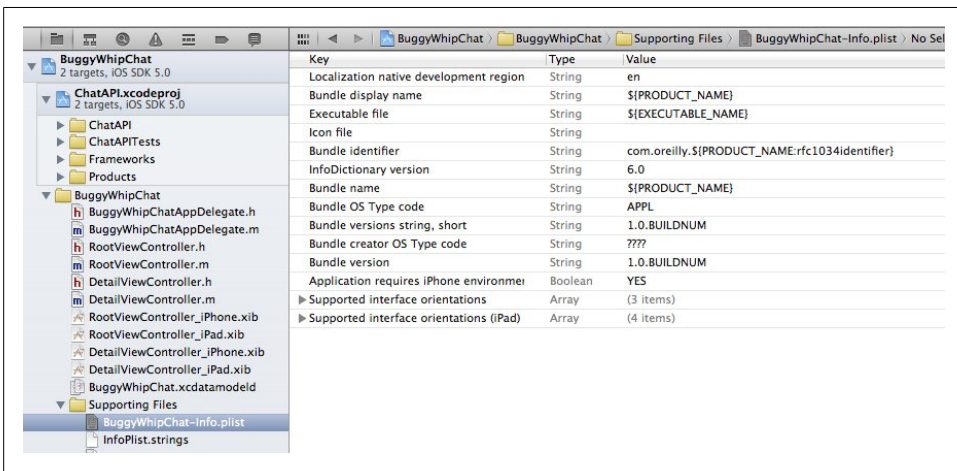 BuggyWhipChat 〉 BuggyWhipChat 〉 Supporting Files 〉 BuggyWhipChat-Info.plist 〉 No Sel
BuggyWhipChat
2 targets, iOS SDK 5.0
ChatAPI.xcodeproj
2 targets, iOS SDK 5.0
ChatAPI
ChatAPITests
Frameworks
Products
BuggyWhipChat
h BuggyWhipChatAppDelegate.h
m BuggyWhipChatAppDelegate.m
h RootViewController.h
m RootViewController.m
h DetailViewController.h
m DetailViewController.m
RootViewController_iPhone.xib
RootViewController_iPad.xib
DetailViewController_iPhone.xib
DetailViewController_iPad.xib
BuggyWhipChat.xcdatamodeld
Supporting Files
BuggyWhipChat-Info.plist
InfoPlist.strings
Key Type Value
Localization native development region String en
Bundle display name String ${PRODUCT_NAME}
Executable file String ${EXECUTABLE_NAME}
Icon file String
Bundle identifier String com.oreilly.${PRODUCT_NAME:rfc1034identifier}
InfoDictionary version String 6.0
Bundle name String ${PRODUCT_NAME}
Bundle OS Type code String APPL
Bundle versions string, short String 1.0.BUILDNUM
Bundle creator OS Type code String ????
Bundle version String 1.0.BUILDNUM
Application requires iPhone environmei Boolean YES
Supported interface orientations Array (3 items)
Supported interface orientations (iPad) Array (4 items)